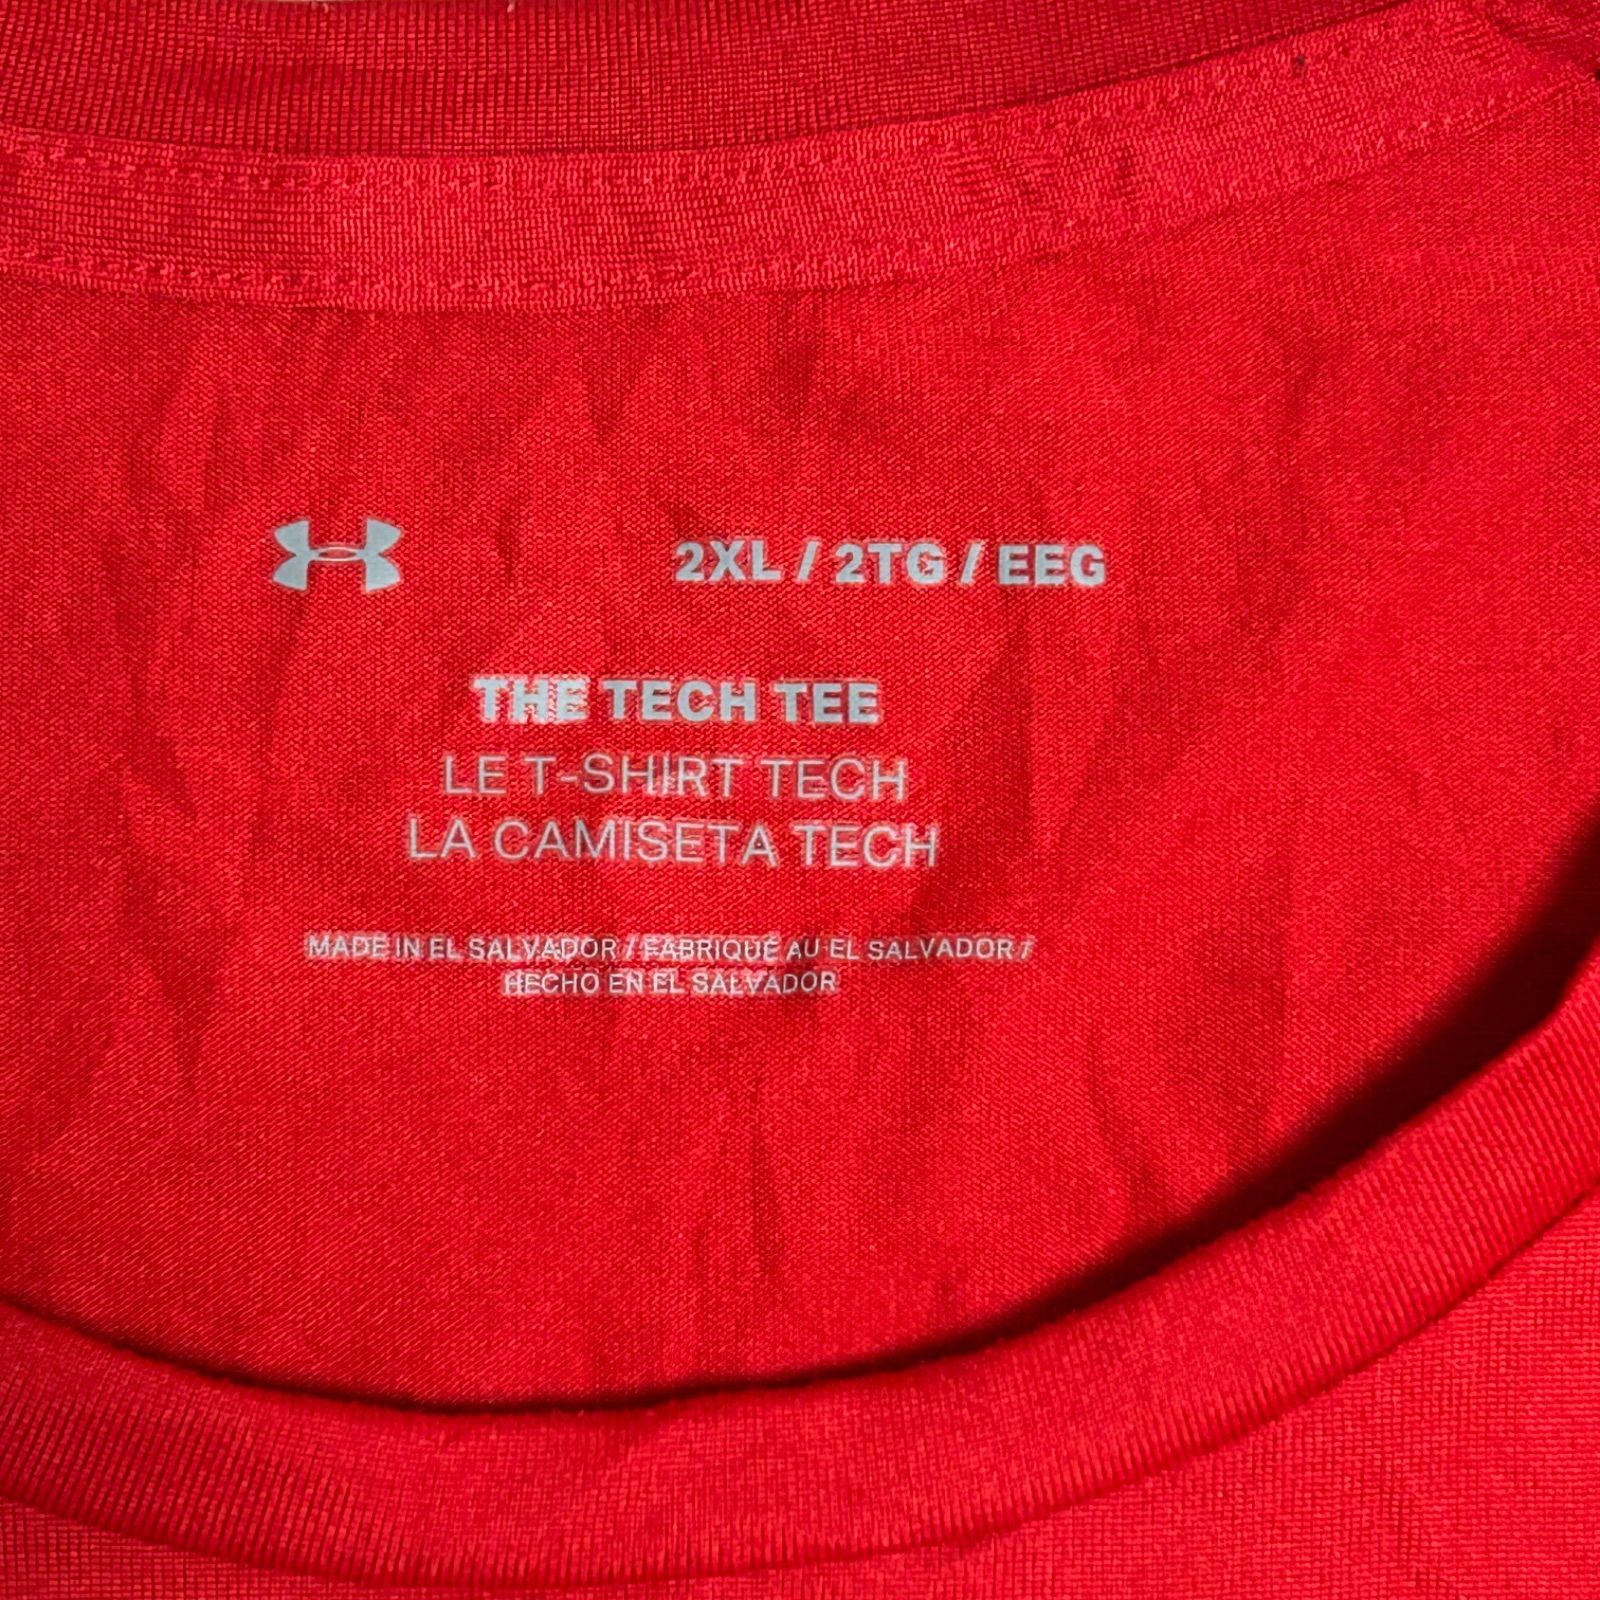 2XL / 2TG / EEG
THE TECH TEE
LE T-SHIRT TECH
LA CAMISETA TECH
MADE IN EL SALVADOR / FABRIQUÉ AU EL SALVADOR /
HECHO EN EL SALVADOR